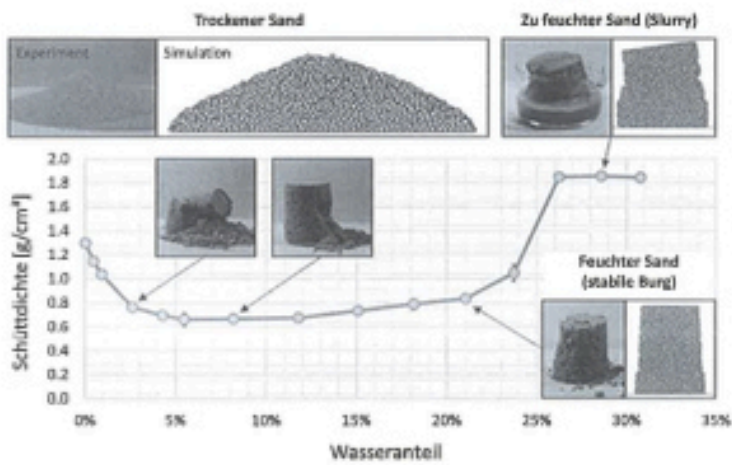 Trockener Sand
Zu feuchter Sand (Slurry)
Experiment
Simulation
Schüttdichte [g/cm³]
2.0
1.8
1.6
1.4
1.2
1.0
0.8
0.6
0.4
0.2
0.0
Feuchter Sand
(stabile Burg)
0%
5%
10%
15%
20%
25%
30%
35%
Wasseranteil